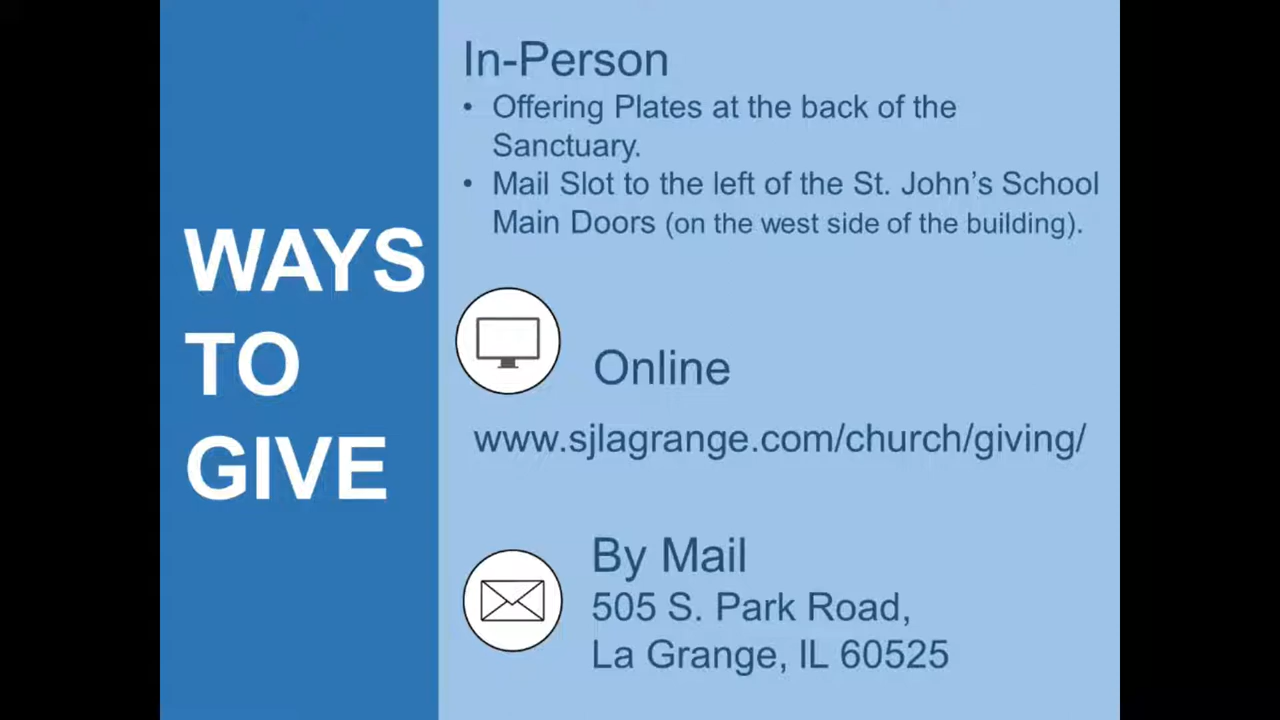 WAYS
TO
GIVE
In-Person
• Offering Plates at the back of the
Sanctuary.
• Mail Slot to the left of the St. John’s School
Main Doors (on the west side of the building).
Online
www.sjlagrange.com/church/giving/
By Mail
505 S. Park Road,
La Grange, IL 60525